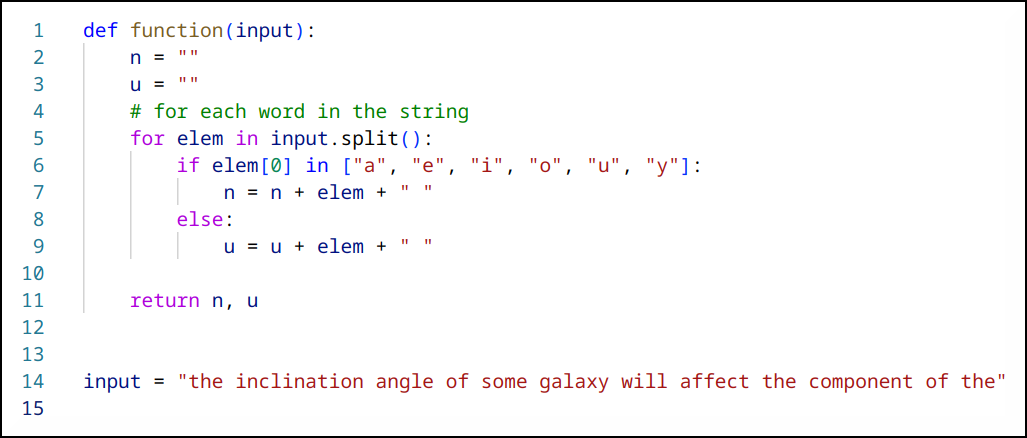 1 def function(input):
2     n = ""
3     u = ""
4     # for each word in the string
5     for elem in input.split():
6         if elem[0] in ["a", "e", "i", "o", "u", "y"]:
7             n = n + elem + " "
8         else:
9             u = u + elem + " "
10
11     return n, u
12
13
14 input = "the inclination angle of some galaxy will affect the component of the"
15